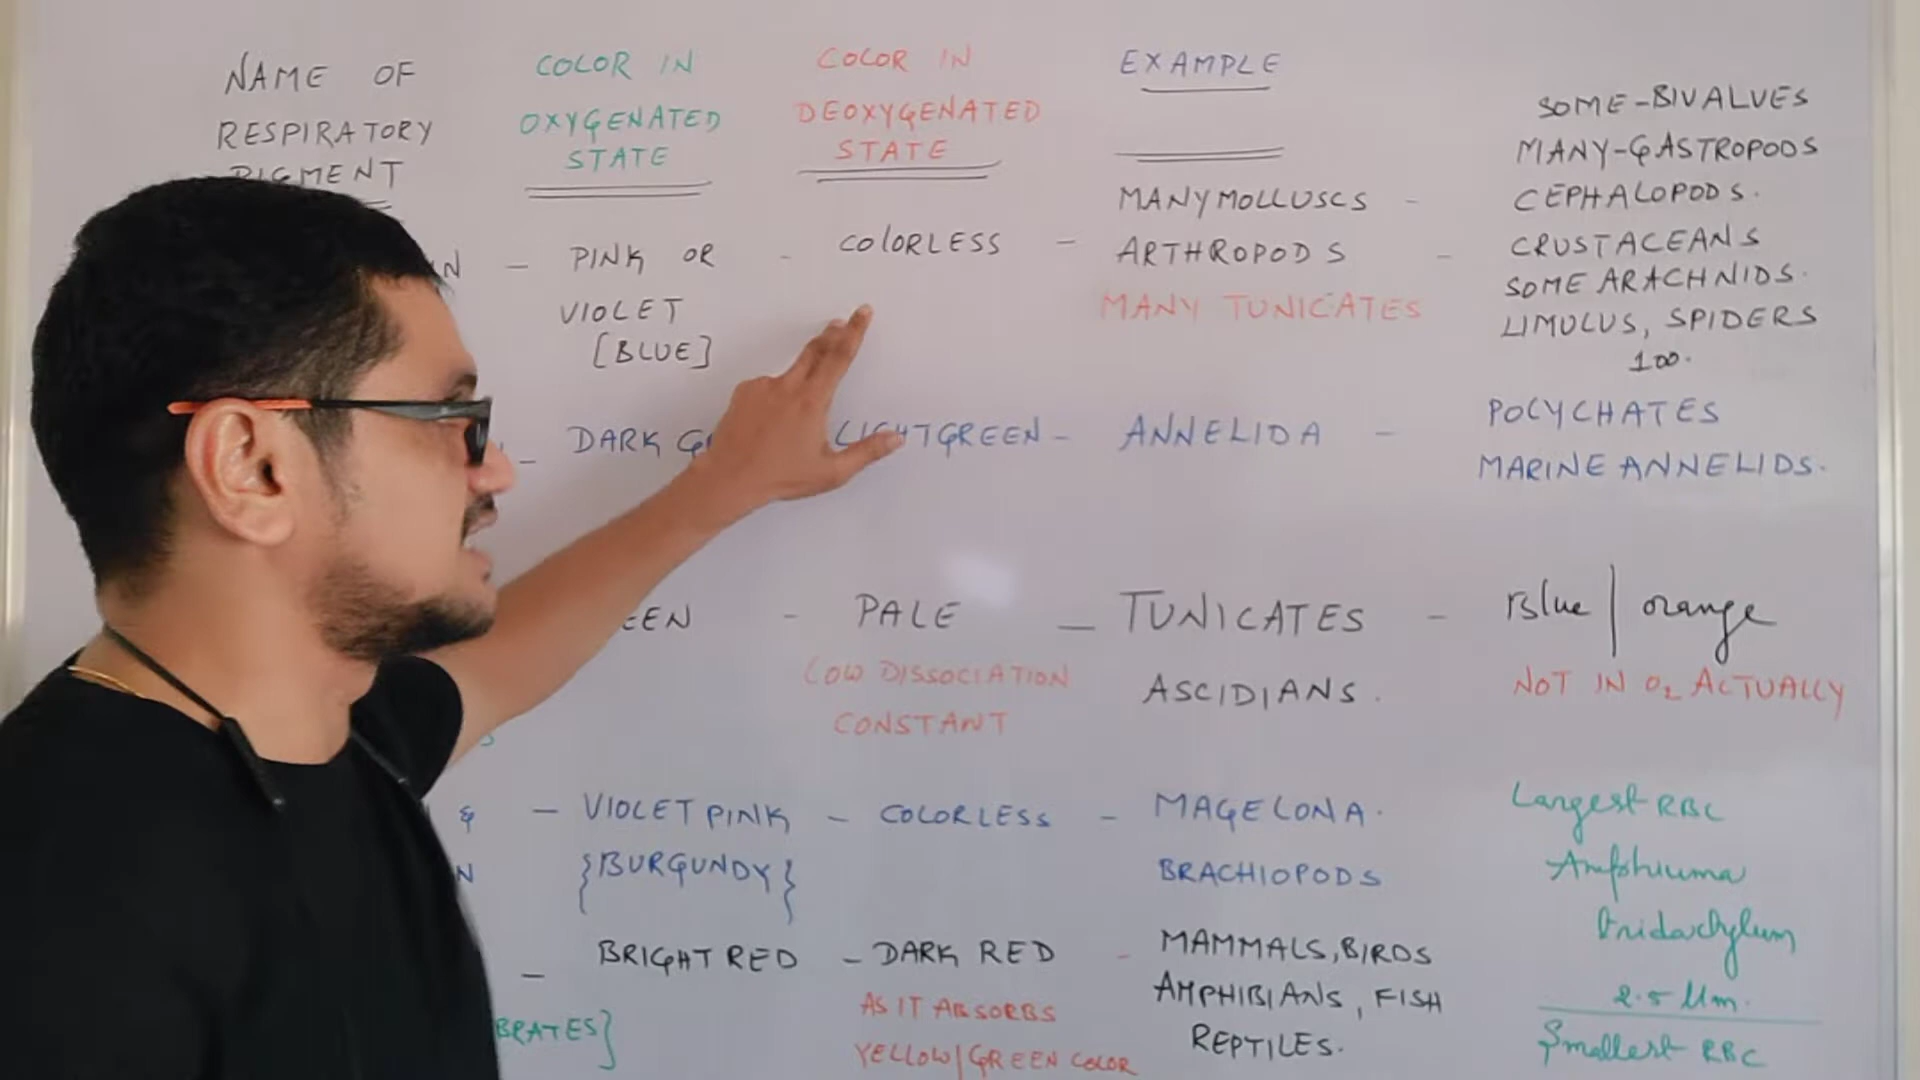 NAME OF
RESPIRATORY
PIGMENT
COLOR IN
OXYGENATED
STATE
COLOR IN
DEOXYGENATED
STATE
EXAMPLE
N - PINK OR - COLORLESS - MANY MOLLUSCS -
VIOLET
[BLUE]
ARTHROPODS -
MANY TUNICATES
SOME-BIVALVES
MANY-GASTROPODS
CEPHALOPODS.
CRUSTACEANS
SOME ARACHNIDS.
LIMULUS, SPIDERS
100.
- DARK LIGHTGREEN - ANNELIDA -
POLYCHATES
MARINE ANNELIDS.
EEN - PALE - TUNICATES - Blue | orange
LOW DISSOCIATION
CONSTANT
ASCIDIANS.
NOT IN O2 ACTUALLY
& - VIOLET PINK - COLORLESS - MAGELONA.
N {BURGUNDY}
BRACHIOPODS
- BRIGHT RED - DARK RED - MAMMALS, BIRDS
BRATES]
AS IT ABSORBS
YELLOW/GREEN COLOR
AMPHIBIANS, FISH
REPTILES.
Largest RBC
Amphiuma
tridactylum
2.5 Um.
Smallest RBC